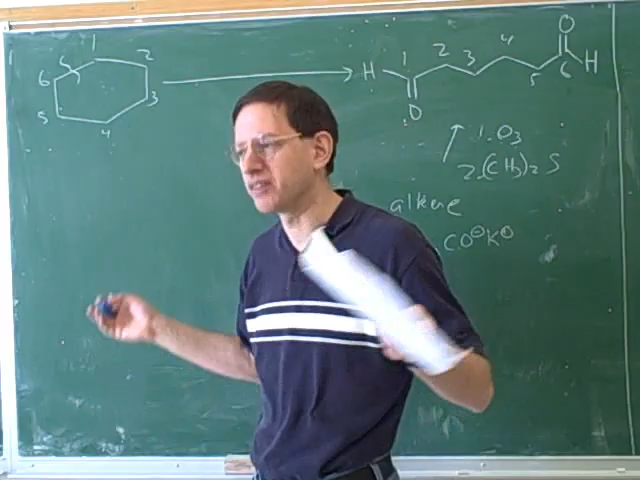 1 2 3 4 5 6
H 1 2 3 4 5 6 H
O O
1. O3
2. (CH3)2 S
alkene
CO⊖K⊕